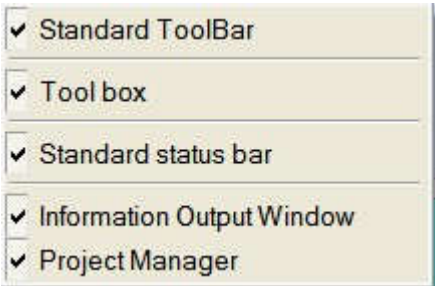 Standard ToolBar
Tool box
Standard status bar
Information Output Window
Project Manager